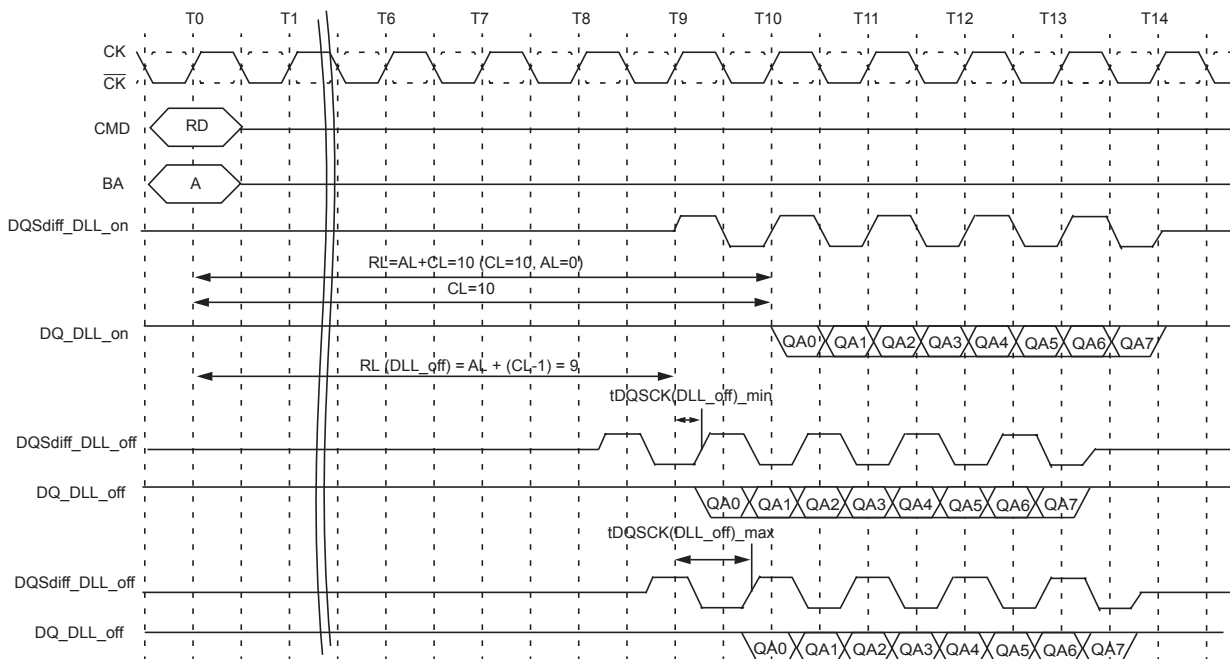 T0 T1 T6 T7 T8 T9 T10 T11 T12 T13 T14
CK
CK
CMD RD
BA A
DQSdiff_DLL_on
RL=AL+CL=10 (CL=10, AL=0)
CL=10
DQ_DLL_on QA0 QA1 QA2 QA3 QA4 QA5 QA6 QA7
RL (DLL_off) = AL + (CL-1) = 9
tDQSCK(DLL_off)_min
DQSdiff_DLL_off
DQ_DLL_off QA0 QA1 QA2 QA3 QA4 QA5 QA6 QA7
tDQSCK(DLL_off)_max
DQSdiff_DLL_off
DQ_DLL_off QA0 QA1 QA2 QA3 QA4 QA5 QA6 QA7